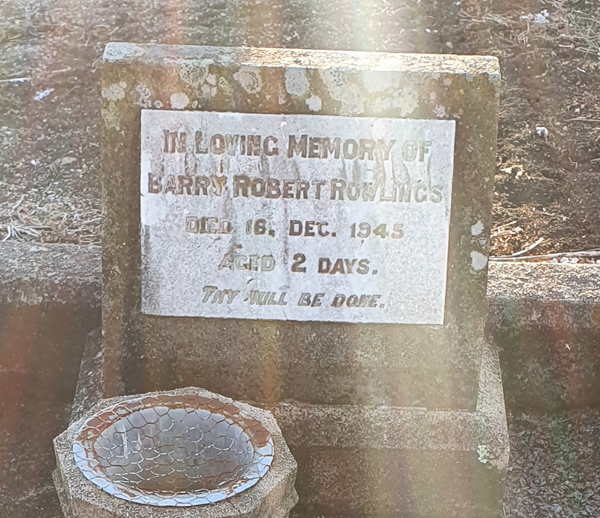 IN LOVING MEMORY OF
BARRY ROBERT ROWLINGS
DIED 16. DEC. 1945
AGED 2 DAYS.
THY WILL BE DONE.